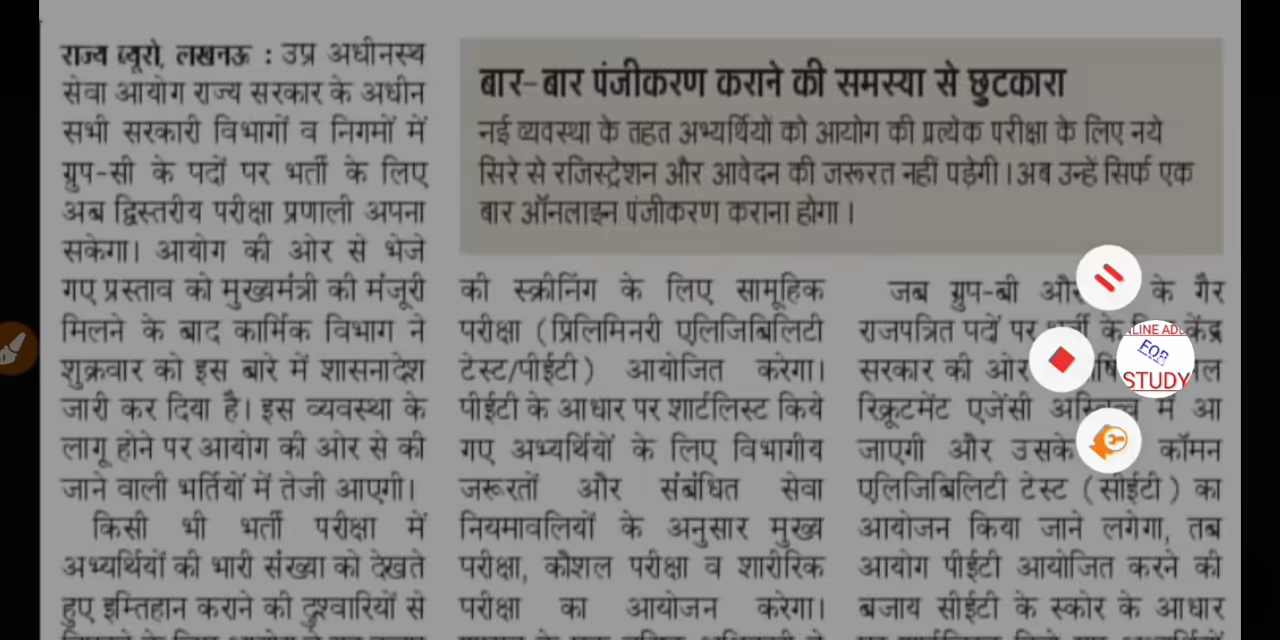 राज्य ब्यूरो, लखनऊ : उप्र अधीनस्थ
सेवा आयोग राज्य सरकार के अधीन
सभी सरकारी विभागों व निगमों में
ग्रुप-सी के पदों पर भर्ती के लिए
अब द्विस्तरीय परीक्षा प्रणाली अपना
सकेगा। आयोग की ओर से भेजे
गए प्रस्ताव को मुख्यमंत्री की मंजूरी
मिलने के बाद कार्मिक विभाग ने
शुक्रवार को इस बारे में शासनादेश
जारी कर दिया है। इस व्यवस्था के
लागू होने पर आयोग की ओर से की
जाने वाली भर्तियों में तेजी आएगी।
किसी भी भर्ती परीक्षा में
अभ्यर्थियों की भारी संख्या को देखते
हुए इम्तिहान कराने की दुश्वारियों से
बार-बार पंजीकरण कराने की समस्या से छुटकारा
नई व्यवस्था के तहत अभ्यर्थियों को आयोग की प्रत्येक परीक्षा के लिए नये
सिरे से रजिस्ट्रेशन और आवेदन की जरूरत नहीं पड़ेगी। अब उन्हें सिर्फ एक
बार ऑनलाइन पंजीकरण कराना होगा।
की स्क्रीनिंग के लिए सामूहिक
परीक्षा (प्रिलिमिनरी एलिजिबिलिटी
टेस्ट/पीईटी) आयोजित करेगा।
पीईटी के आधार पर शार्टलिस्ट किये
गए अभ्यर्थियों के लिए विभागीय
जरूरतों और संबंधित सेवा
नियमावलियों के अनुसार मुख्य
परीक्षा, कौशल परीक्षा व शारीरिक
परीक्षा का आयोजन करेगा।
जब ग्रुप-बी और के गैर
राजपत्रित पदों पर भर्ती के केंद्र
सरकार की ओर
रिक्रूटमेंट एजेंसी अस्तित्व में आ
जाएगी और उसके कॉमन
एलिजिबिलिटी टेस्ट (सीईटी) का
आयोजन किया जाने लगेगा, तब
आयोग पीईटी आयोजित करने की
बजाय सीईटी के स्कोर के आधार
FOR
STUDY